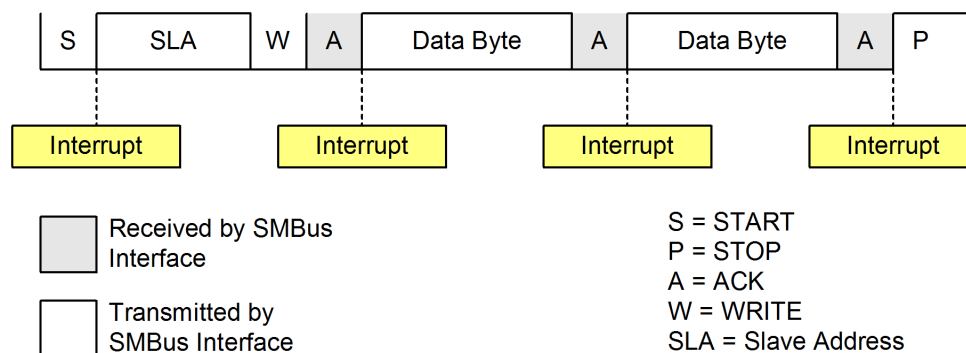 S SLA W A Data Byte A Data Byte A P
Interrupt Interrupt Interrupt Interrupt
Received by SMBus
Interface
Transmitted by
SMBus Interface
S = START
P = STOP
A = ACK
W = WRITE
SLA = Slave Address